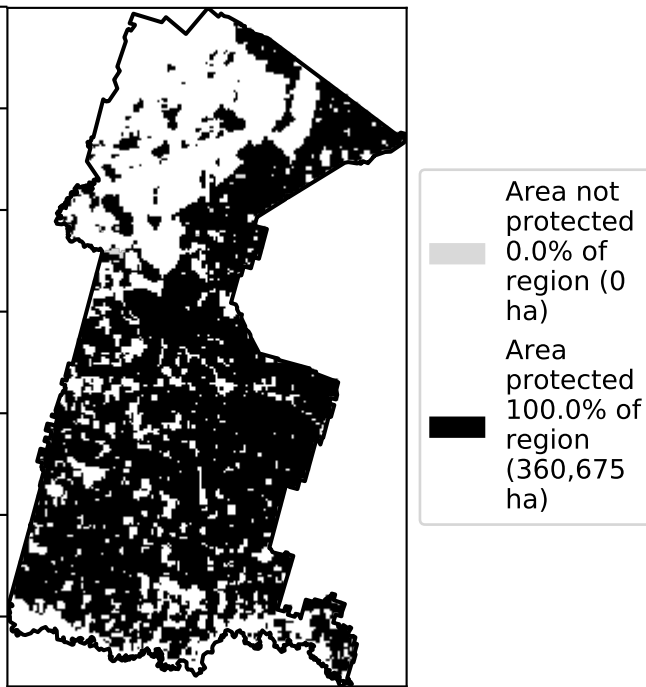 Area not
protected
0.0% of
region (0
ha)
Area
protected
100.0% of
region
(360,675
ha)